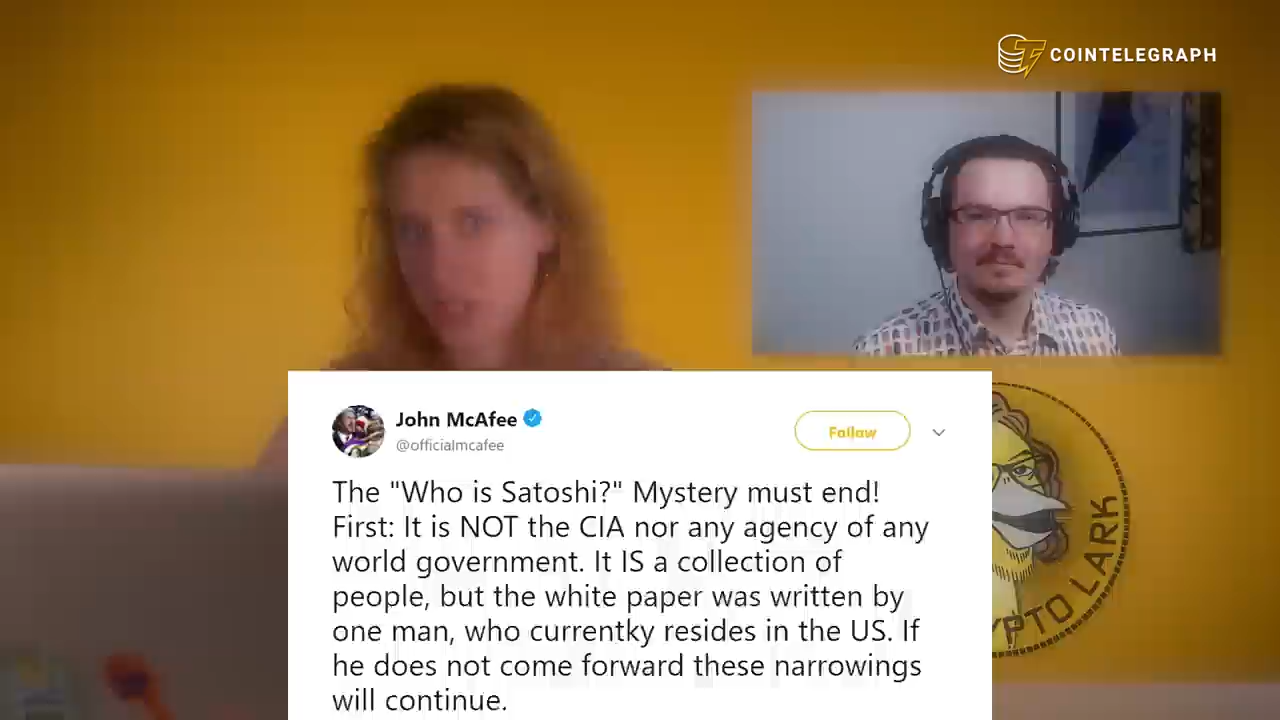 COINTELEGRAPH
John McAfee
@officialmcafee
Follow
The "Who is Satoshi?" Mystery must end!
First: It is NOT the CIA nor any agency of any
world government. It IS a collection of
people, but the white paper was written by
one man, who currentky resides in the US. If
he does not come forward these narrowings
will continue.
YPTO LARK